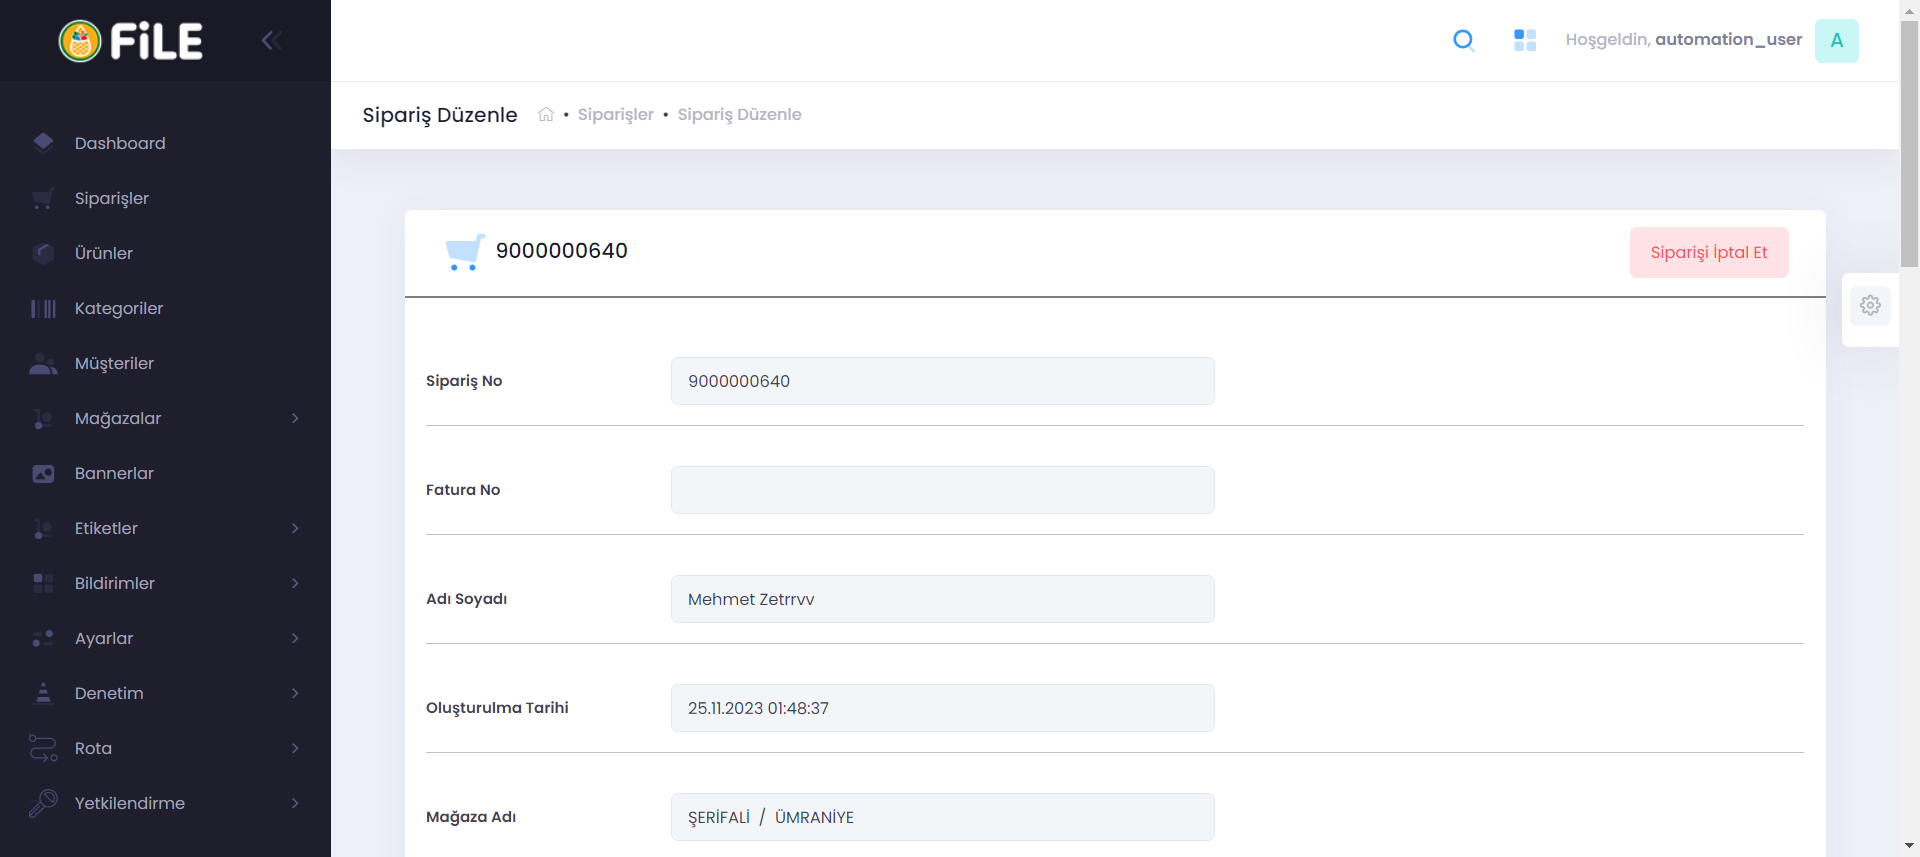 FiLE
Hoşgeldin, automation_user
A
Sipariş Düzenle
• Siparişler • Sipariş Düzenle
Dashboard
Siparişler
Ürünler
Kategoriler
Müşteriler
Mağazalar
Bannerlar
Etiketler
Bildirimler
Ayarlar
Denetim
Rota
Yetkilendirme
9000000640
Siparişi İptal Et
Sipariş No
9000000640
Fatura No
Adı Soyadı
Mehmet Zetrrvv
Oluşturulma Tarihi
25.11.2023 01:48:37
Mağaza Adı
ŞERİFALİ / ÜMRANİYE